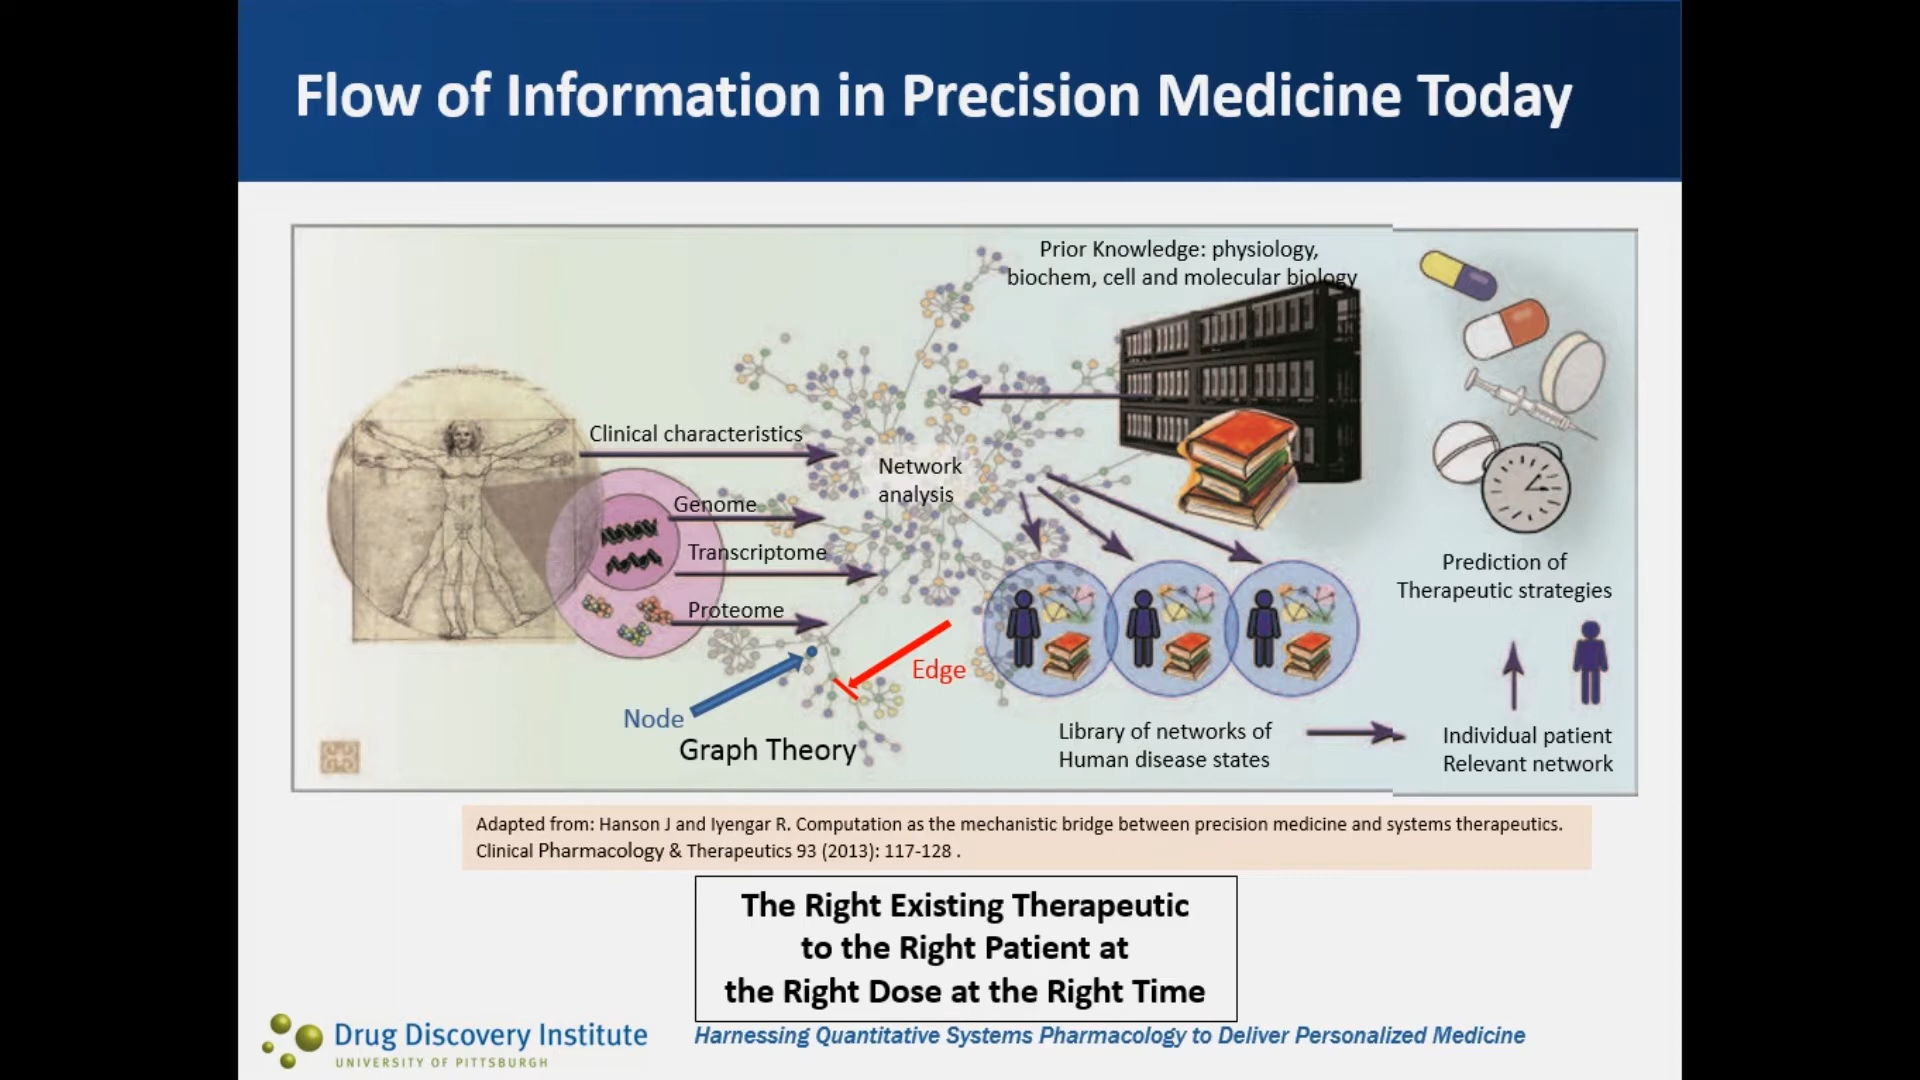 Flow of Information in Precision Medicine Today
Prior Knowledge: physiology,
biochem, cell and molecular biology
Clinical characteristics
Network
analysis
Genome
Transcriptome
Proteome
Prediction of
Therapeutic strategies
Edge
Node
Graph Theory
Library of networks of
Human disease states
Individual patient
Relevant network
Adapted from: Hanson J and Iyengar R. Computation as the mechanistic bridge between precision medicine and systems therapeutics.
Clinical Pharmacology & Therapeutics 93 (2013): 117-128 .
The Right Existing Therapeutic
to the Right Patient at
the Right Dose at the Right Time
Drug Discovery Institute
UNIVERSITY OF PITTSBURGH
Harnessing Quantitative Systems Pharmacology to Deliver Personalized Medicine